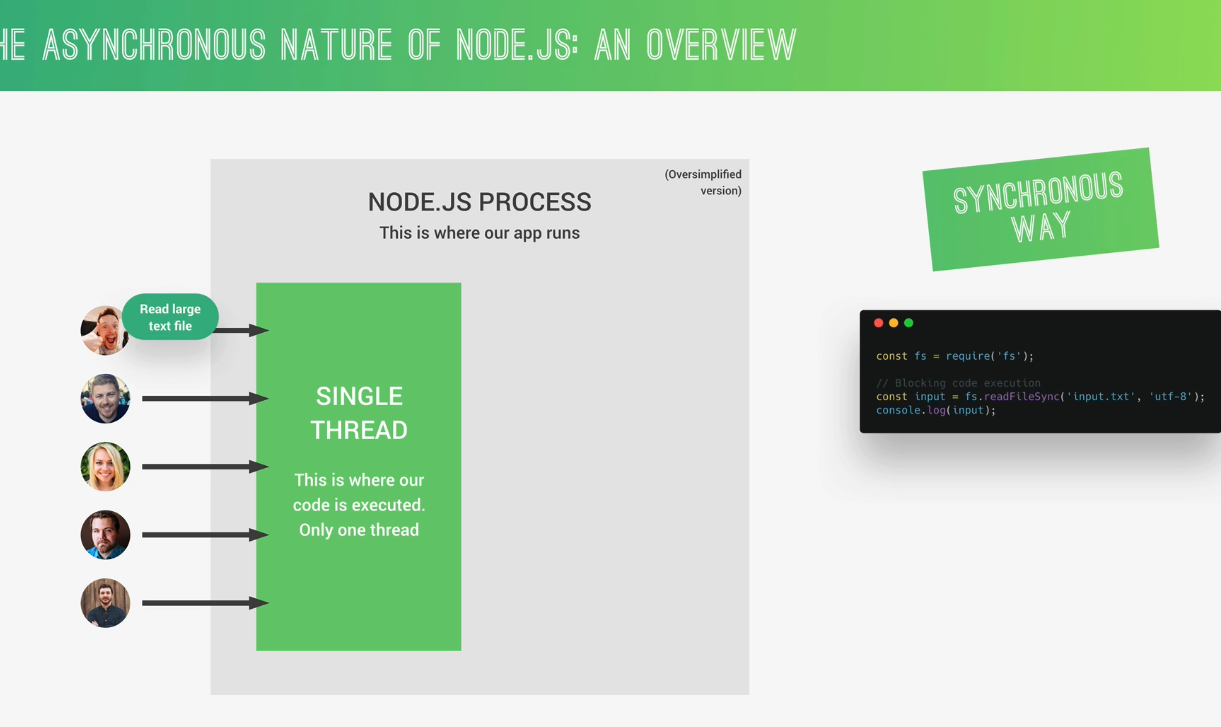 HE ASYNCHRONOUS NATURE OF NODE.JS: AN OVERVIEW
(Oversimplified
version)
NODE.JS PROCESS
This is where our app runs
SYNCHRONOUS
WAY
Read large
text file
SINGLE
THREAD
This is where our
code is executed.
Only one thread
const fs = require('fs');
// Blocking code execution
const input = fs.readFileSync('input.txt', 'utf-8');
console.log(input);